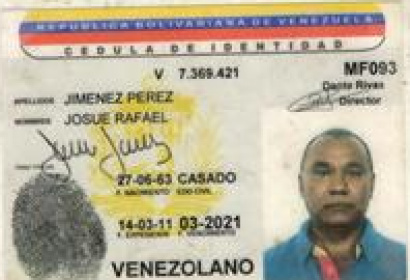 REPUBLICA BOLIVARIANA DE VENEZUELA
CEDULA DE IDENTIDAD
V 7.369.421 MF093
Dante Rivas
Director
APELLIDOS JIMENEZ PEREZ
NOMBRES JOSUE RAFAEL
27-06-63 CASADO
F. NACIMIENTO EDO. CIVIL
14-03-11 03-2021
F. EXPEDICION F. VENCIMIENTO
VENEZOLANO